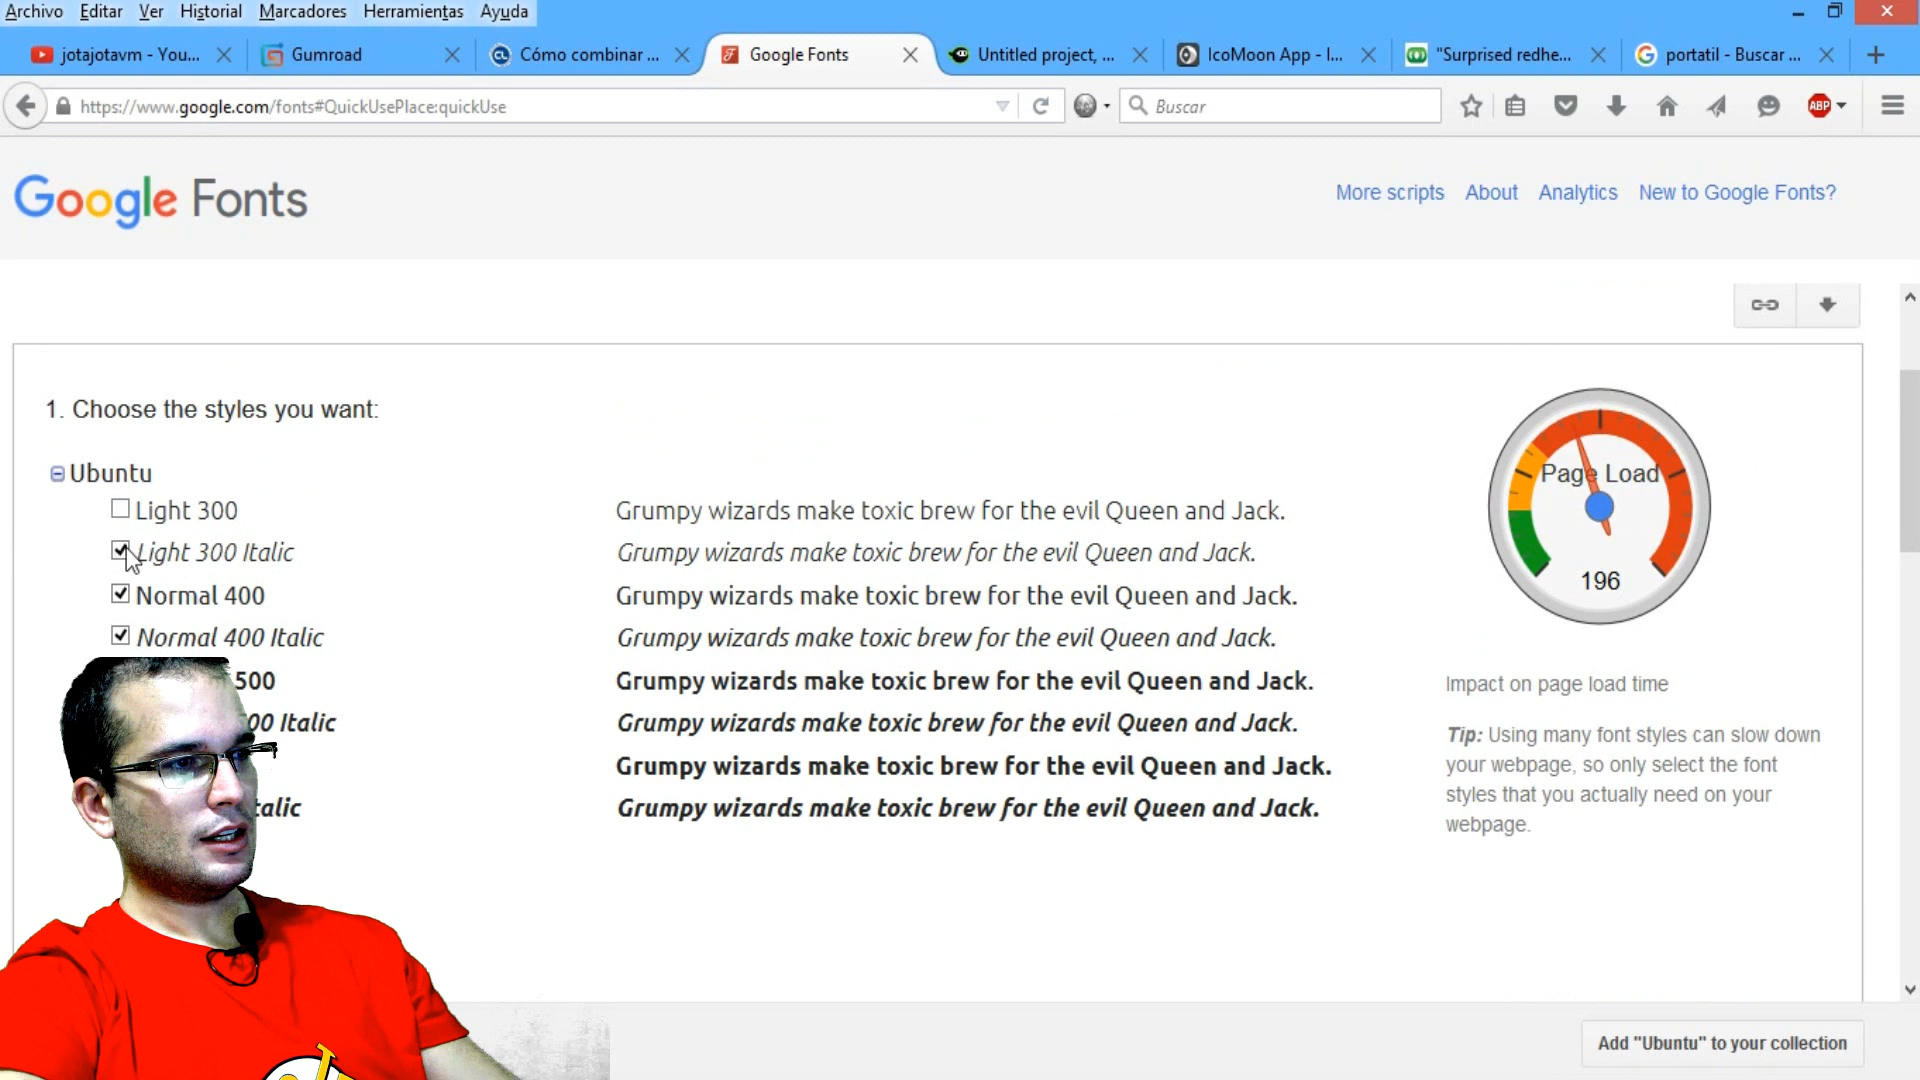 Archivo Editar Ver Historial Marcadores Herramientas Ayuda
jotajotavm - You... Gumroad Cómo combinar ... Google Fonts Untitled project, ... IcoMoon App - I... "Surprised redhe... portatil - Buscar ...
https://www.google.com/fonts#QuickUsePlace:quickUse Buscar ABP
Google Fonts More scripts About Analytics New to Google Fonts?
1. Choose the styles you want:
Ubuntu
Light 300 Grumpy wizards make toxic brew for the evil Queen and Jack.
Light 300 Italic Grumpy wizards make toxic brew for the evil Queen and Jack.
Normal 400 Grumpy wizards make toxic brew for the evil Queen and Jack.
Normal 400 Italic Grumpy wizards make toxic brew for the evil Queen and Jack.
500 Grumpy wizards make toxic brew for the evil Queen and Jack.
00 Italic Grumpy wizards make toxic brew for the evil Queen and Jack.
Grumpy wizards make toxic brew for the evil Queen and Jack.
talic Grumpy wizards make toxic brew for the evil Queen and Jack.
Page Load
196
Impact on page load time
Tip: Using many font styles can slow down
your webpage, so only select the font
styles that you actually need on your
webpage.
Add "Ubuntu" to your collection